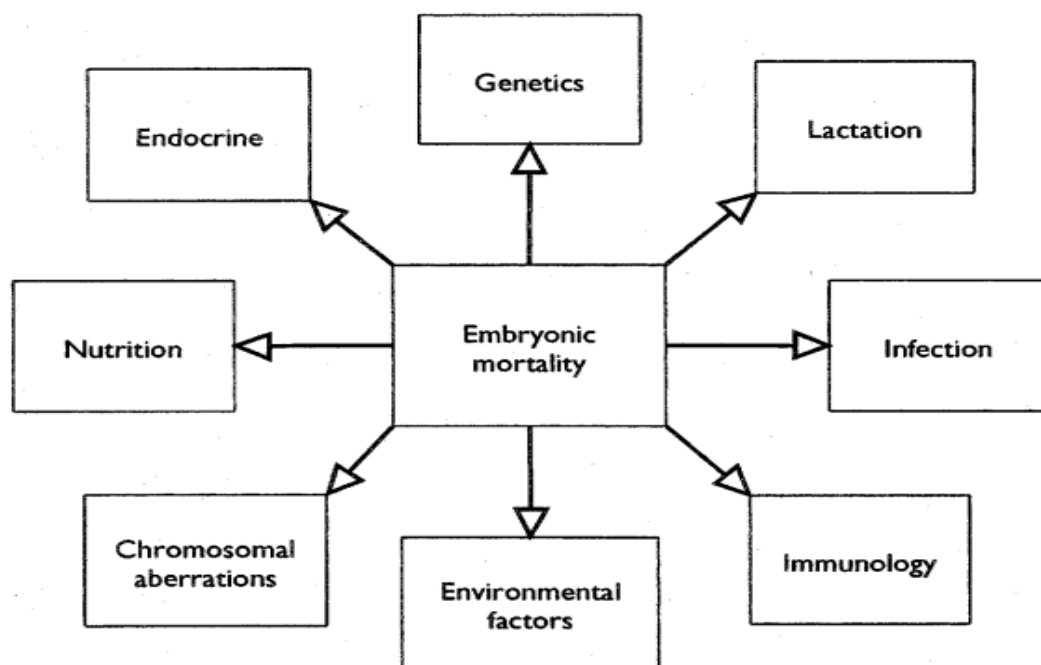 Genetics
Endocrine
Lactation
Nutrition
Embryonic
mortality
Infection
Chromosomal
aberrations
Environmental
factors
Immunology